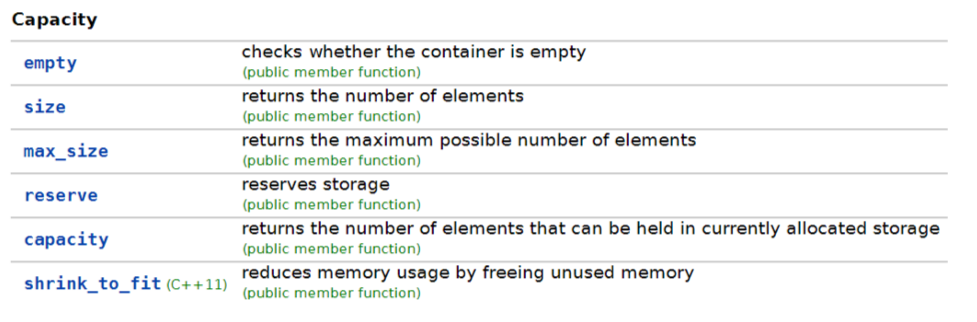 Capacity
empty
checks whether the container is empty
(public member function)
size
returns the number of elements
(public member function)
max_size
returns the maximum possible number of elements
(public member function)
reserve
reserves storage
(public member function)
capacity
returns the number of elements that can be held in currently allocated storage
(public member function)
shrink_to_fit (C++11)
reduces memory usage by freeing unused memory
(public member function)